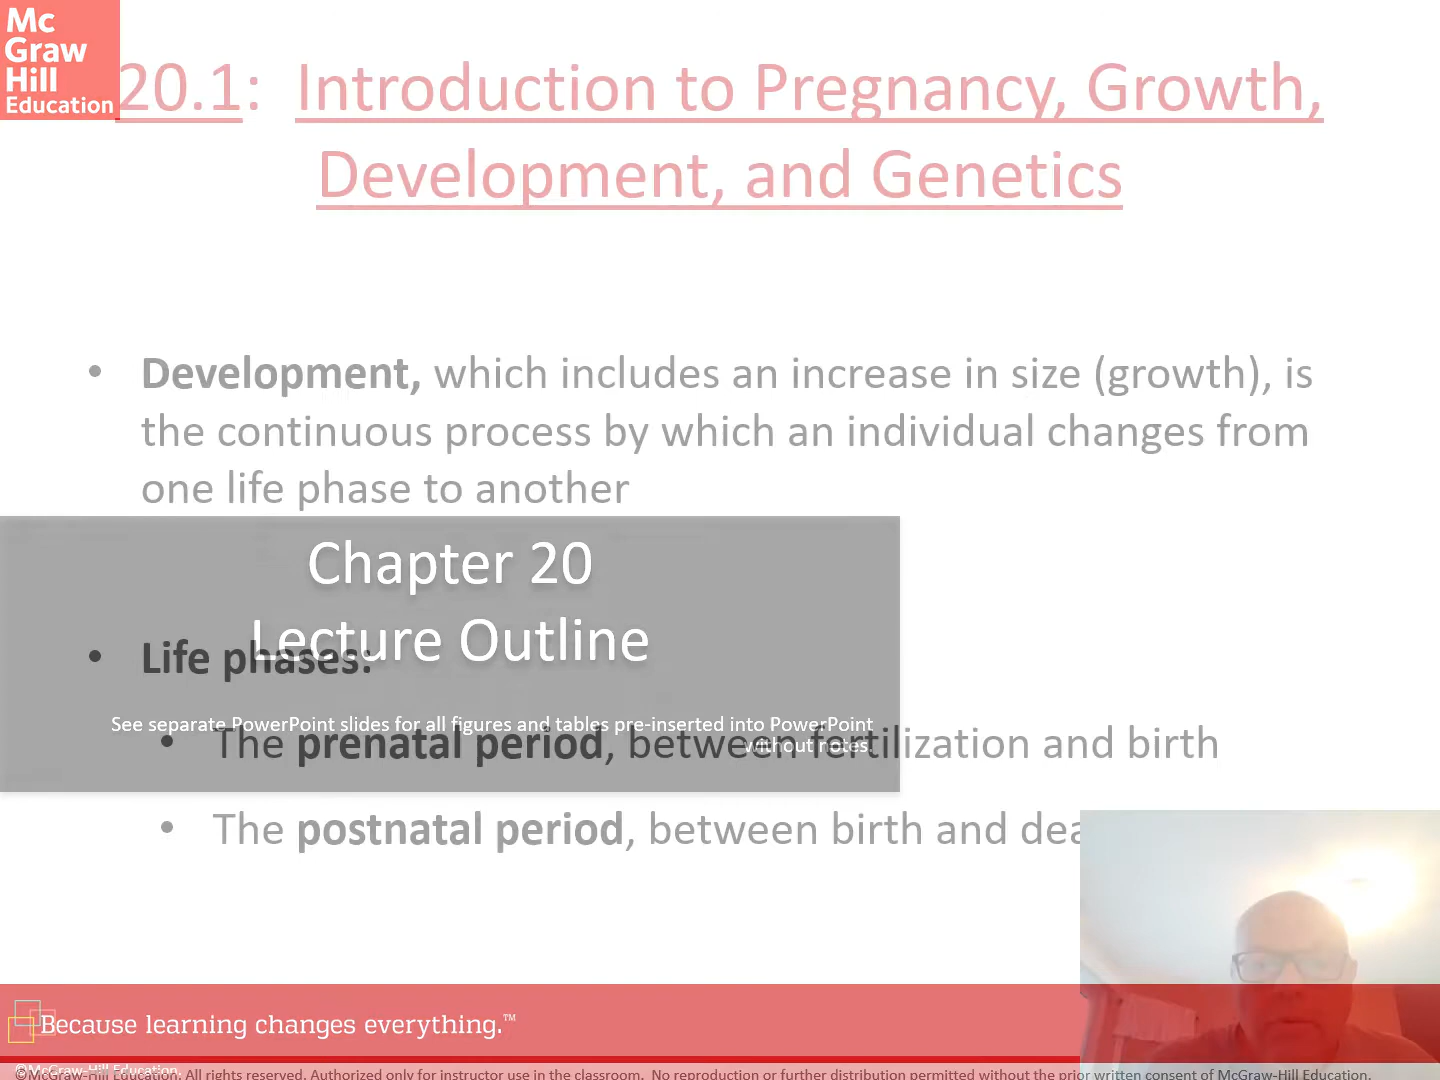 Mc
Graw
Hill
Education
20.1: Introduction to Pregnancy, Growth,
Development, and Genetics
• Development, which includes an increase in size (growth), is
the continuous process by which an individual changes from
one life phase to another
Chapter 20
Lecture Outline
• Life phases:
See separate PowerPoint slides for all figures and tables pre-inserted into PowerPoint
without notes.
• The prenatal period, between fertilization and birth
• The postnatal period, between birth and
Because learning changes everything.™
©McGraw-Hill Education.
©McGraw-Hill Education. All rights reserved. Authorized only for instructor use in the classroom. No reproduction or further distribution permitted without the prior written consent of McGraw-Hill Education.